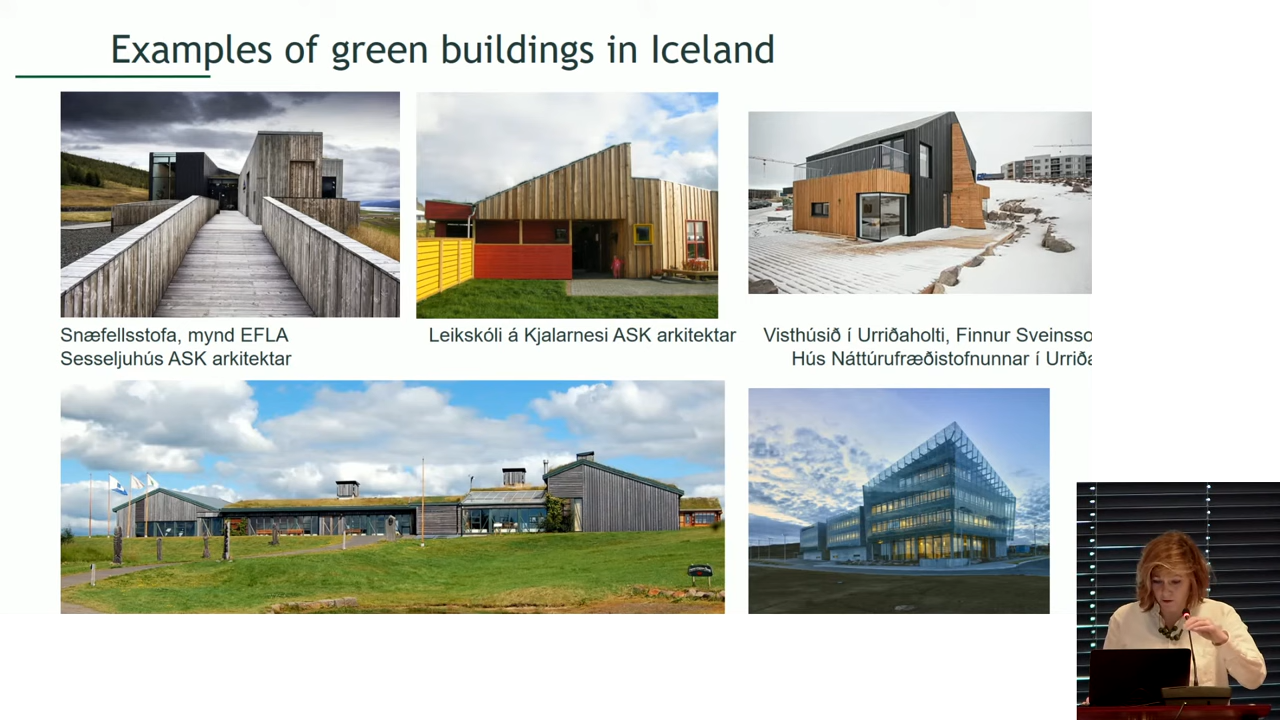 Examples of green buildings in Iceland
Snæfellsstofa, mynd EFLA
Sesseljuhús ASK arkitektar
Leikskóli á Kjalarnesi ASK arkitektar
Visthúsið í Urriðaholti, Finnur Sveinsso
Hús Náttúrufræðistofnunnar í Urriða